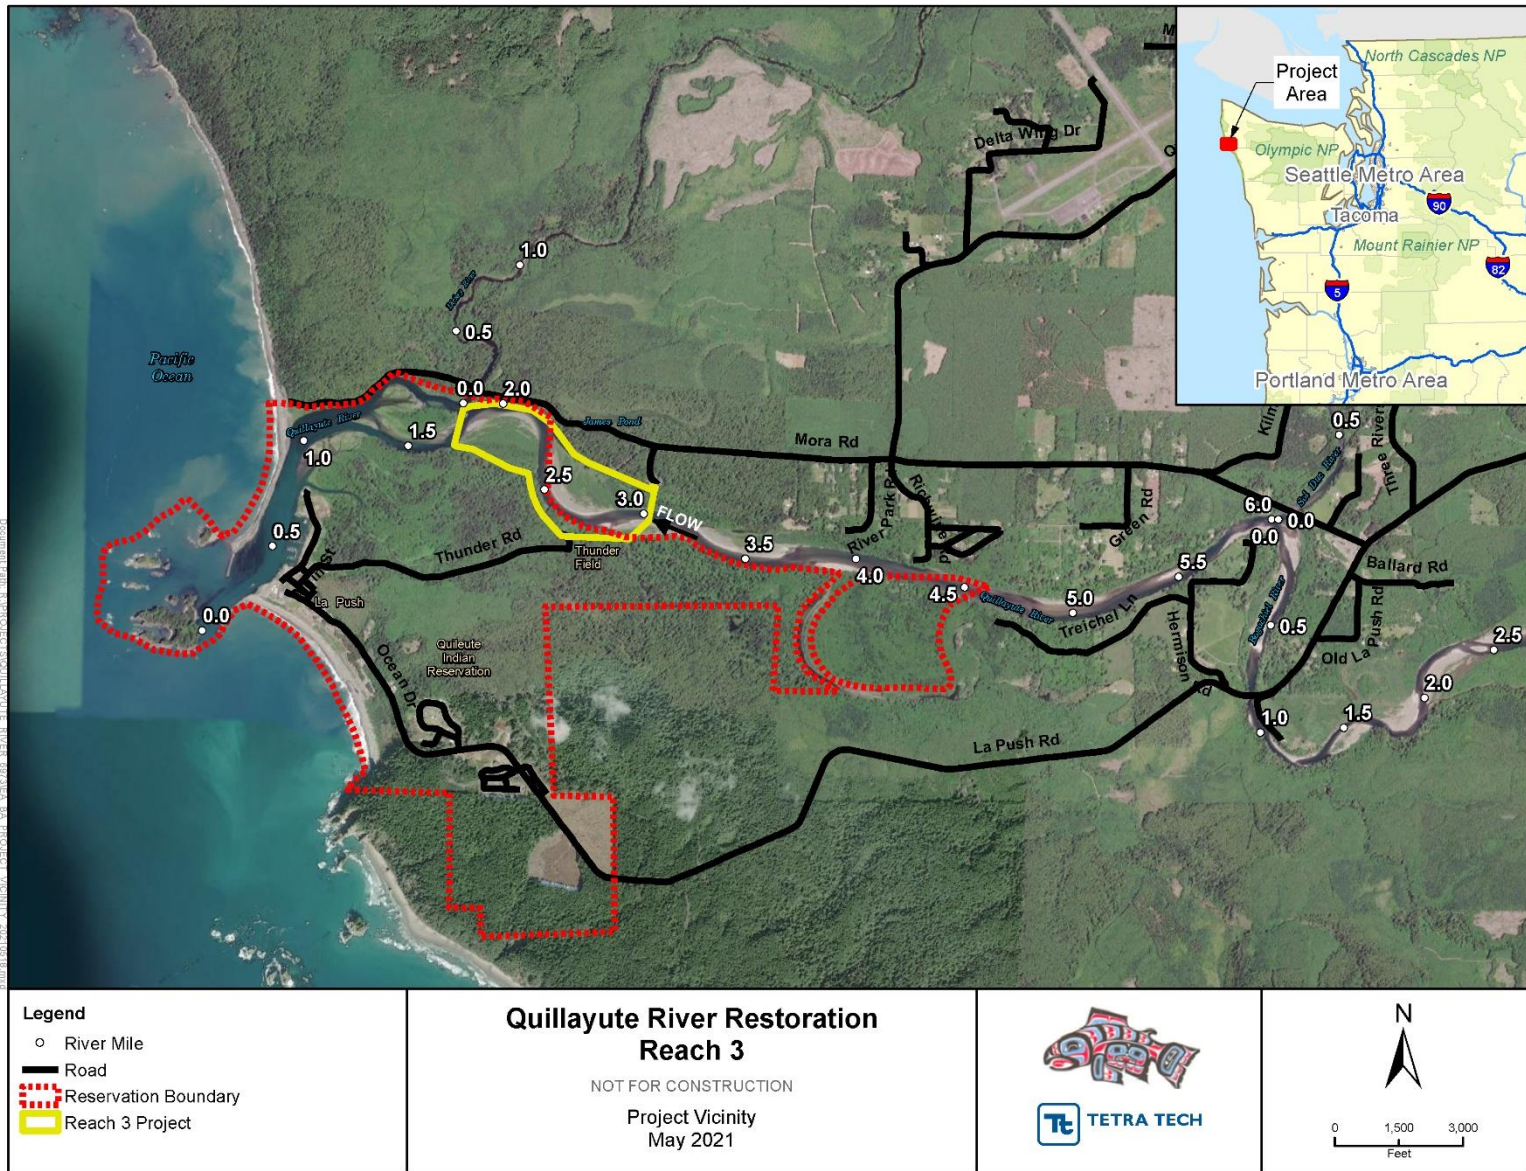 Project
Area
North Cascades NP
Olympic NP
Seattle Metro Area
Tacoma
90
Mount Rainier NP
82
5
Portland Metro Area
Delta Wing Dr
1.0
0.5
Pacific
Ocean
Quillayute River
0.0
2.0
James Pond
1.0
1.5
2.5
3.0
FLOW
Mora Rd
0.5
Thunder Rd
Thunder
Field
La Push
0.0
Quileute
Indian
Reservation
Ocean Dr
3.5
River Park Rd
4.0
4.5
Quillayute River
5.0
Treichel Ln
5.5
Green Rd
6.0
0.0
0.0
0.5
Sol Duc River
Ballard Rd
Bogachiel River
0.5
Old La Push Rd
Hermison Rd
La Push Rd
1.0
1.5
2.0
2.5
Legend
River Mile
Road
Reservation Boundary
Reach 3 Project
Quillayute River Restoration
Reach 3
NOT FOR CONSTRUCTION
Project Vicinity
May 2021
TETRA TECH
N
0 1,500 3,000
Feet